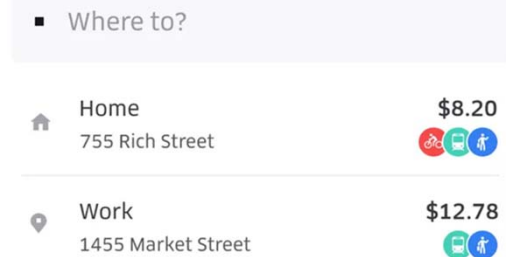 Where to?
Home
$8.20
755 Rich Street
Work
$12.78
1455 Market Street